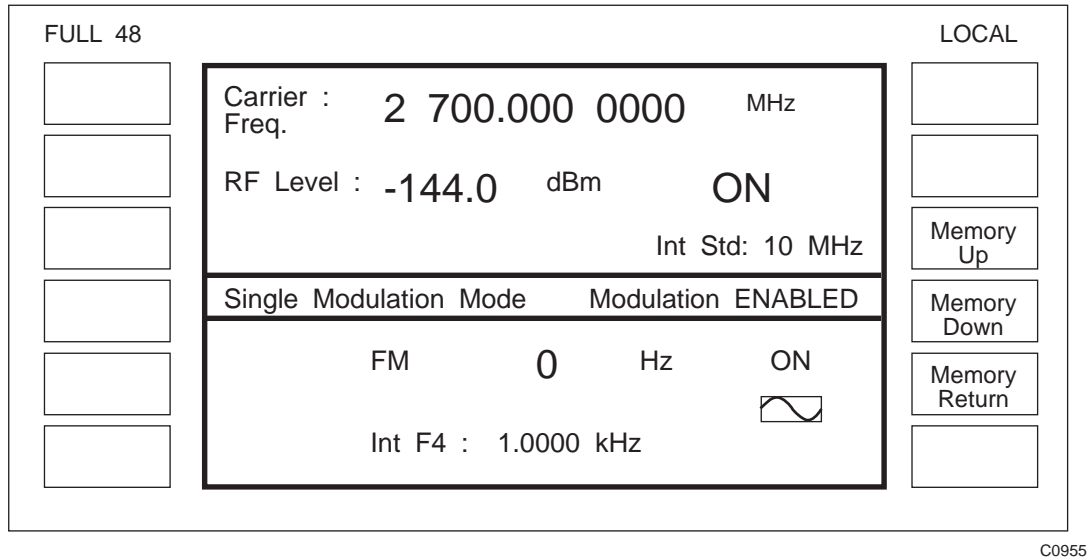 FULL 48
LOCAL
Carrier :
Freq.
2 700.000 0000 MHz
RF Level : -144.0 dBm ON
Int Std: 10 MHz
Single Modulation Mode Modulation ENABLED
FM 0 Hz ON
Int F4 : 1.0000 kHz
Memory
Up
Memory
Down
Memory
Return
C0955